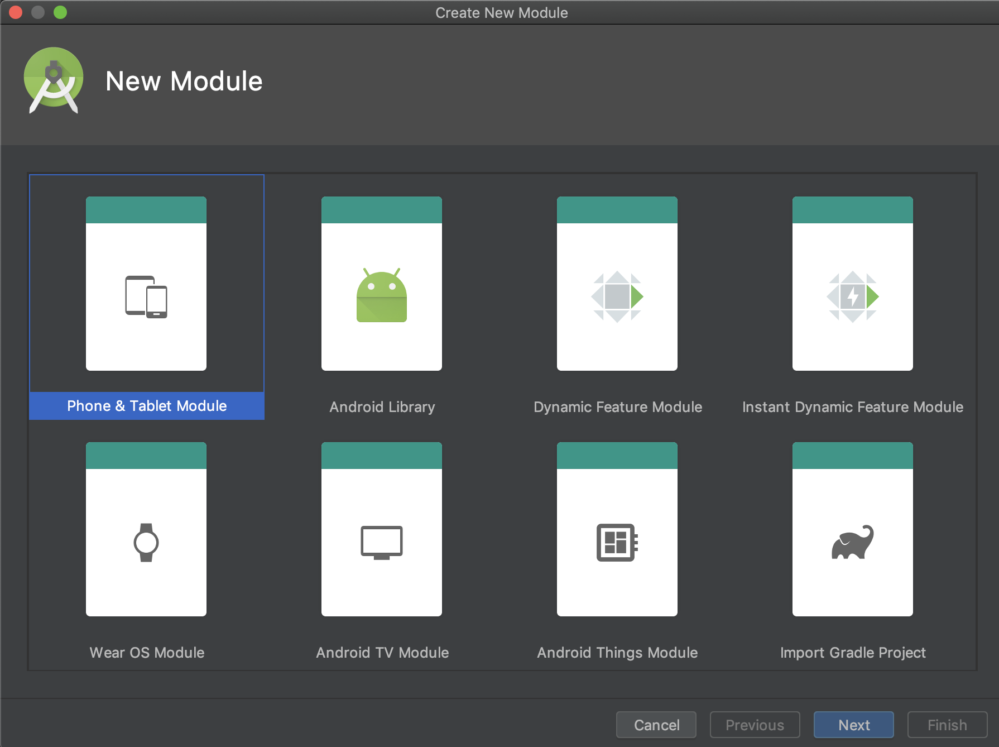 Create New Module
New Module
Phone & Tablet Module
Android Library
Dynamic Feature Module
Instant Dynamic Feature Module
Wear OS Module
Android TV Module
Android Things Module
Import Gradle Project
Cancel
Previous
Next
Finish